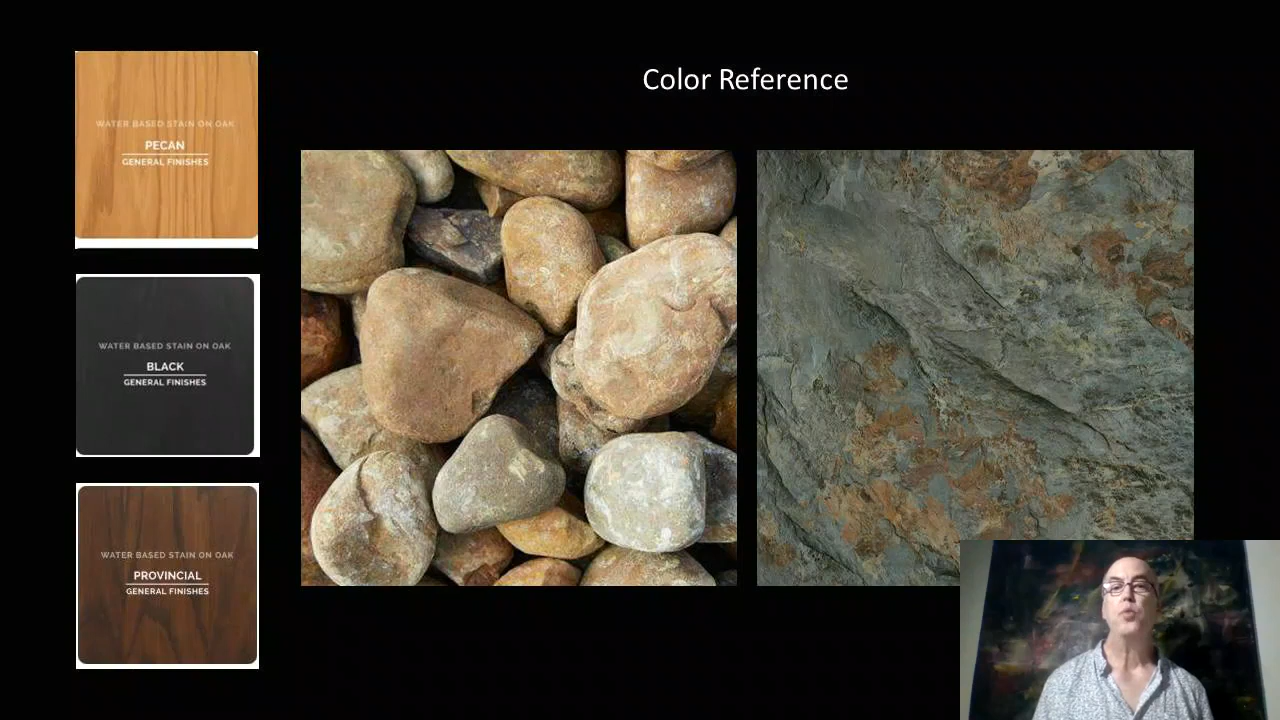 Color Reference
WATER BASED STAIN ON OAK
PECAN
GENERAL FINISHES
WATER BASED STAIN ON OAK
BLACK
GENERAL FINISHES
WATER BASED STAIN ON OAK
PROVINCIAL
GENERAL FINISHES